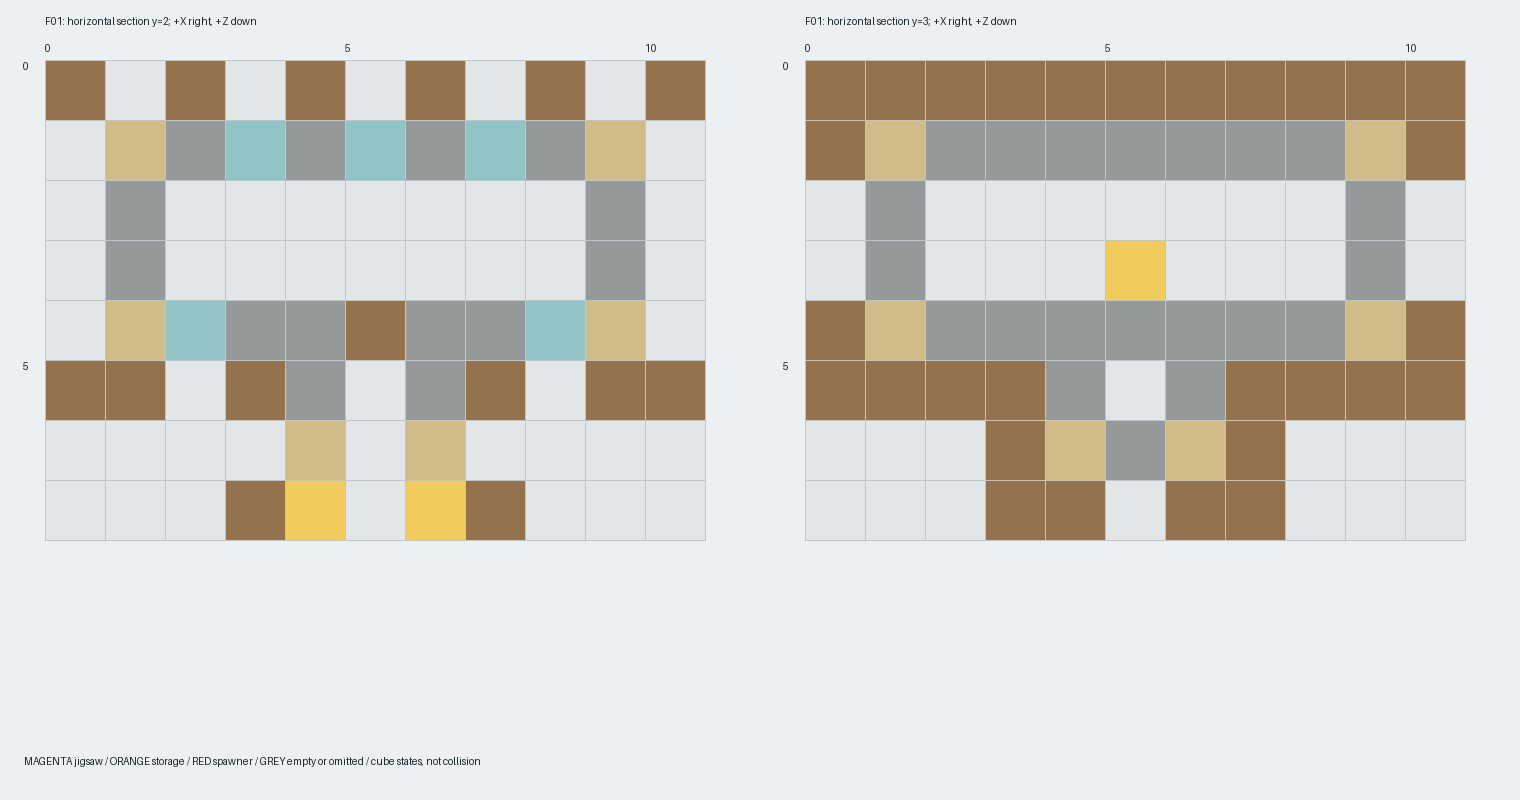 F01: horizontal section y=2; +X right, +Z down
F01: horizontal section y=3; +X right, +Z down
0 5 10
0 5 10
0
0
5
5
MAGENTA jigsaw / ORANGE storage / RED spawner / GREY empty or omitted / cube states, not collision